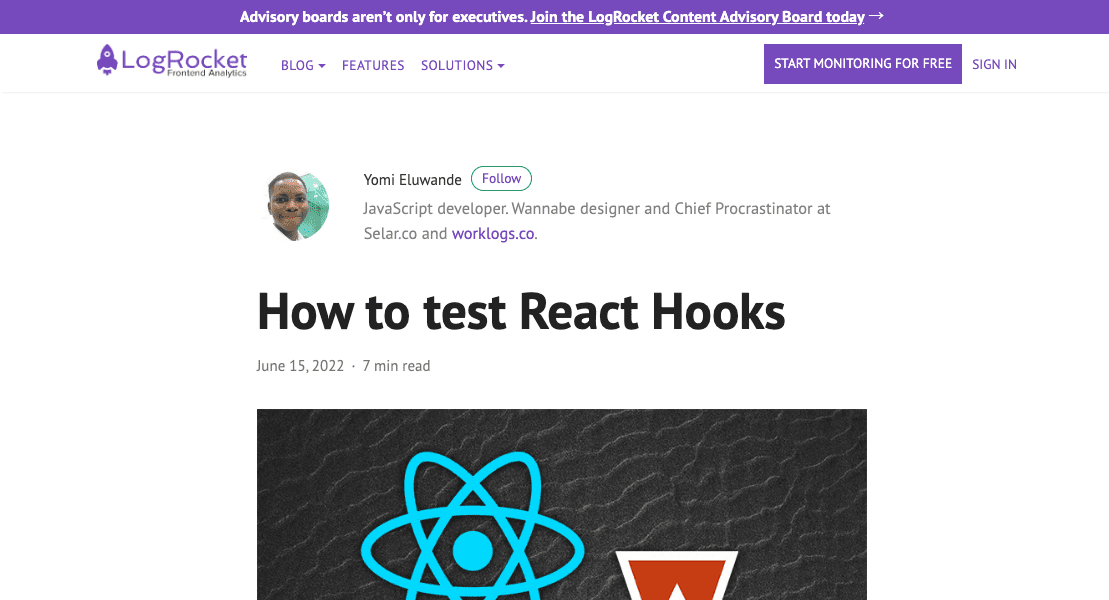 Advisory boards aren’t only for executives. Join the LogRocket Content Advisory Board today →
LogRocket
Frontend Analytics
BLOG FEATURES SOLUTIONS
START MONITORING FOR FREE SIGN IN
Yomi Eluwande Follow
JavaScript developer. Wannabe designer and Chief Procrastinator at
Selar.co and worklogs.co.
How to test React Hooks
June 15, 2022 · 7 min read